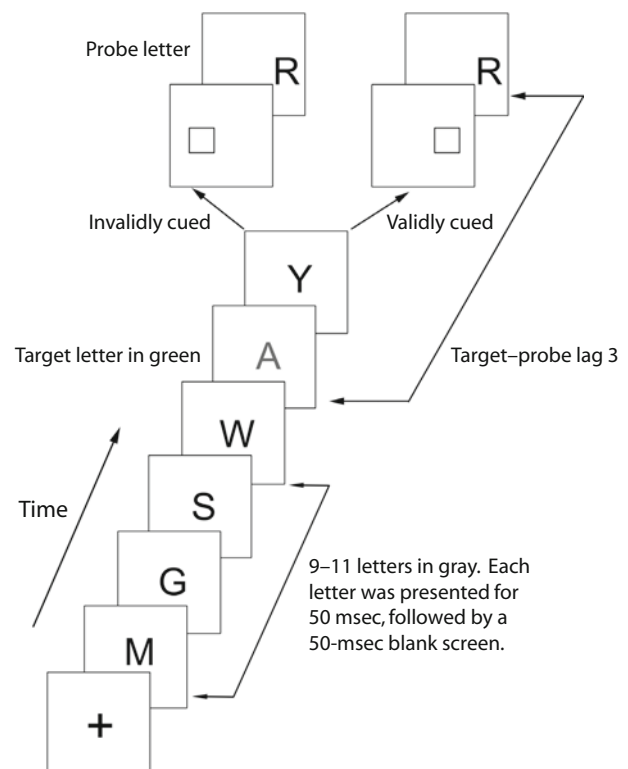 Probe letter
R
R
Invalidly cued
Validly cued
Y
Target letter in green
A
Target–probe lag 3
W
Time
S
9–11 letters in gray. Each
letter was presented for
50 msec, followed by a
50-msec blank screen.
G
M
+